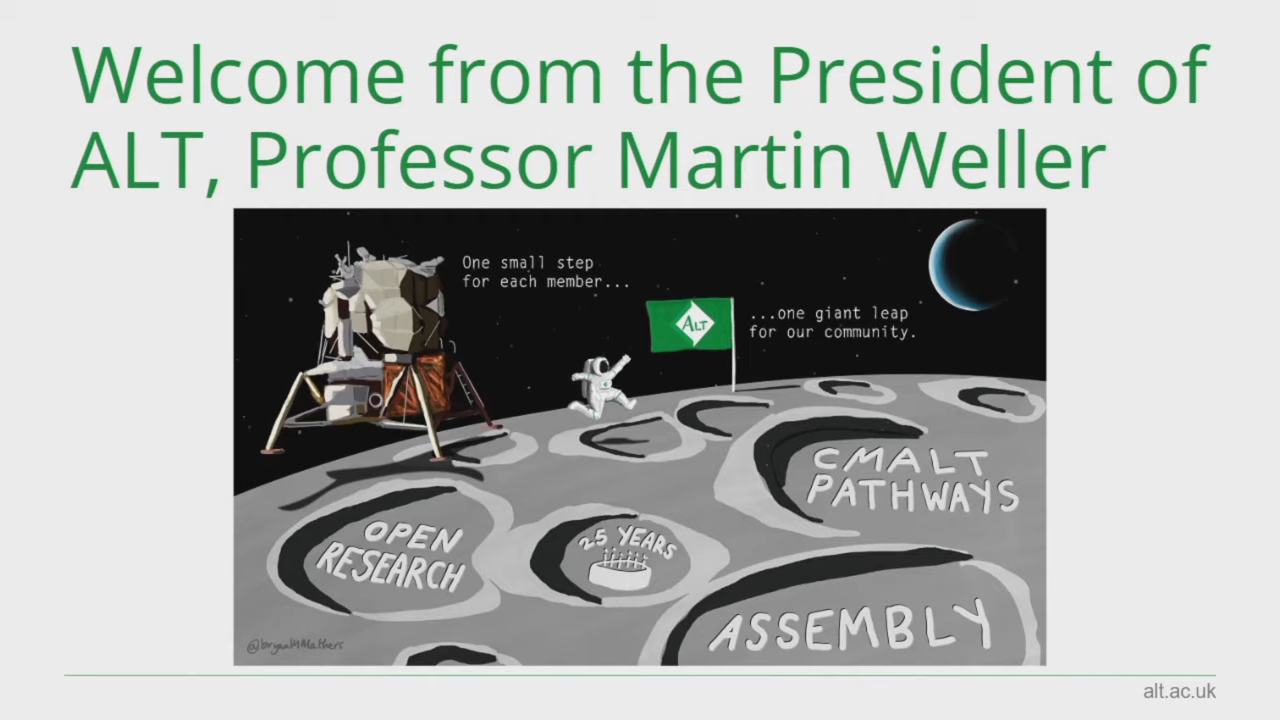 Welcome from the President of
ALT, Professor Martin Weller
One small step
for each member...
ALT
...one giant leap
for our community.
CMALT
PATHWAYS
OPEN
RESEARCH
25 YEARS
ASSEMBLY
@bryanMMathers
alt.ac.uk